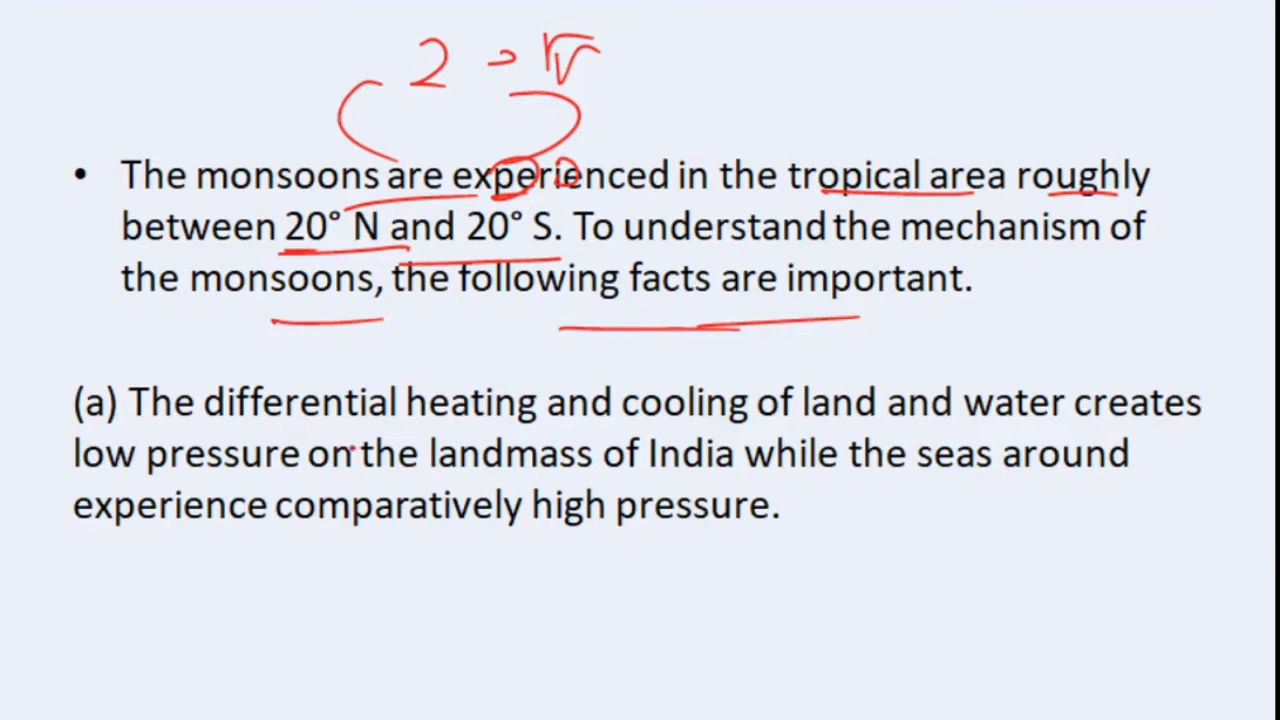 2
• The monsoons are experienced in the tropical area roughly
between 20° N and 20° S. To understand the mechanism of
the monsoons, the following facts are important.
(a) The differential heating and cooling of land and water creates
low pressure on the landmass of India while the seas around
experience comparatively high pressure.